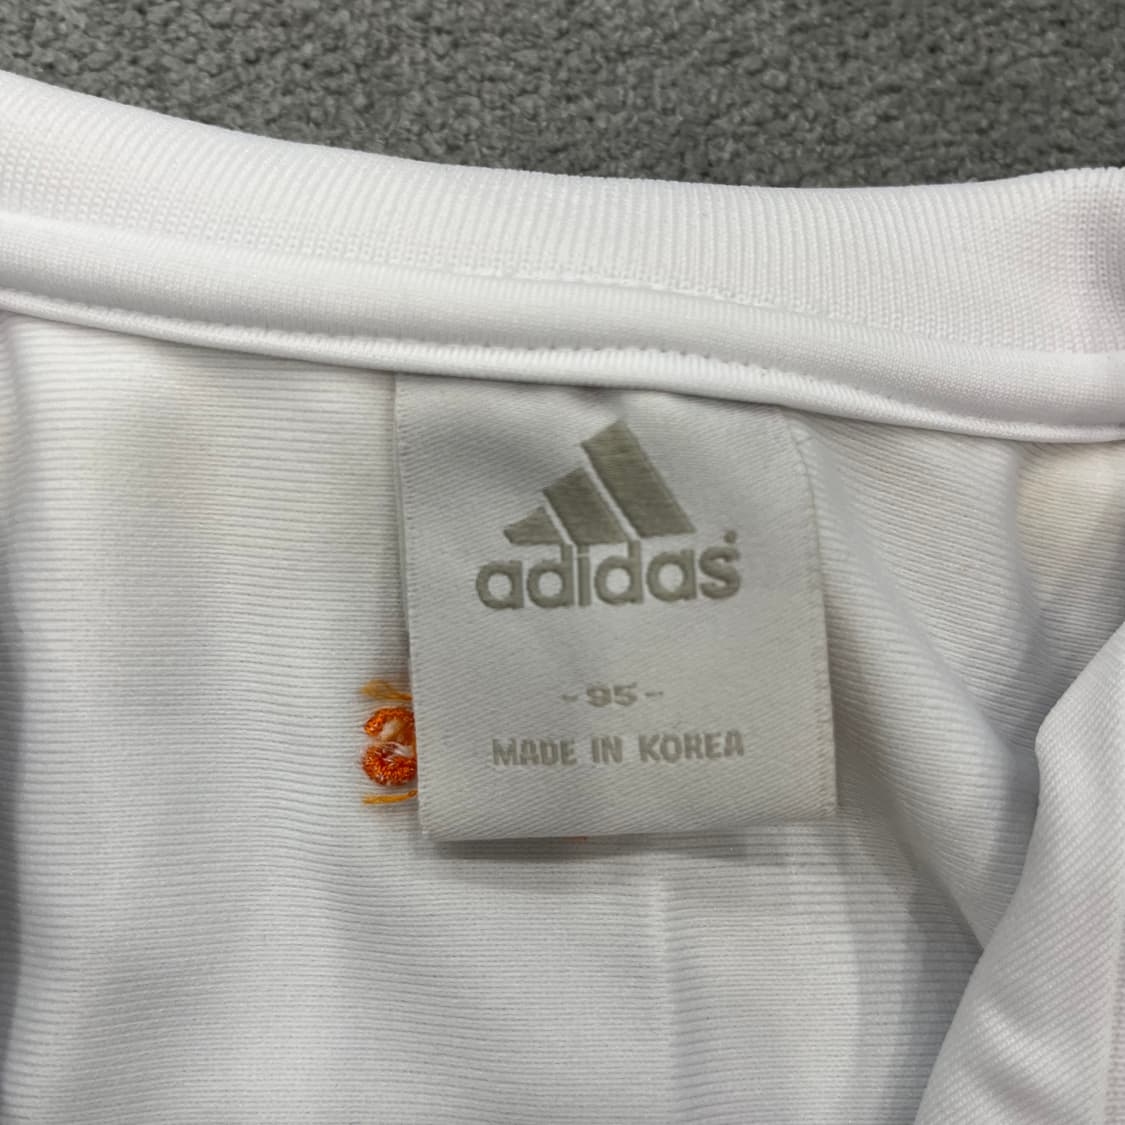 adidas
-95-
MADE IN KOREA